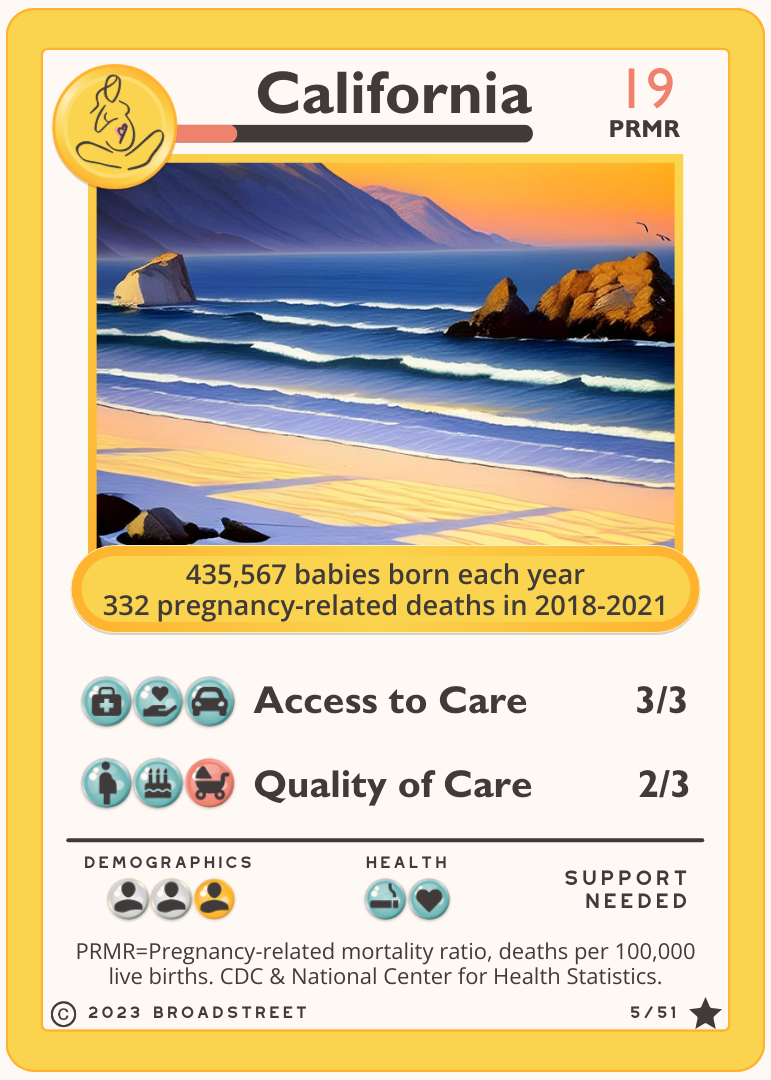 California
19
PRMR
435,567 babies born each year
332 pregnancy-related deaths in 2018-2021
Access to Care 3/3
Quality of Care 2/3
DEMOGRAPHICS
HEALTH
SUPPORT
NEEDED
PRMR=Pregnancy-related mortality ratio, deaths per 100,000
live births. CDC & National Center for Health Statistics.
© 2023 BROADSTREET
5/51